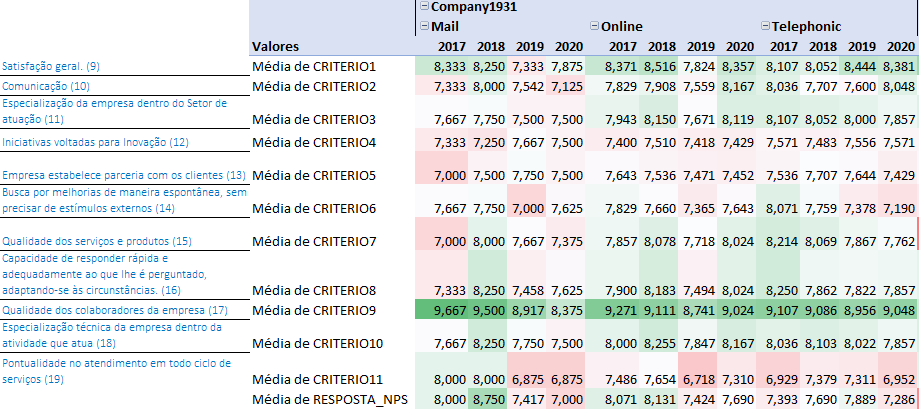 Company1931
Mail Online Telephonic
Valores 2017 2018 2019 2020 2017 2018 2019 2020 2017 2018 2019 2020
Satisfação geral. (9) Média de CRITERIO1 8,333 8,250 7,333 7,875 8,371 8,516 7,824 8,357 8,107 8,052 8,444 8,381
Comunicação (10) Média de CRITERIO2 7,333 8,000 7,542 7,125 7,829 7,908 7,559 8,167 8,036 7,707 7,600 8,048
Especialização da empresa dentro do Setor de
atuação (11) Média de CRITERIO3 7,667 7,750 7,500 7,500 7,943 8,150 7,671 8,119 8,107 8,052 8,000 7,857
Iniciativas voltadas para Inovação (12) Média de CRITERIO4 7,333 7,250 7,667 7,500 7,400 7,510 7,418 7,429 7,571 7,483 7,556 7,571
Empresa estabelece parceria com os clientes (13) Média de CRITERIO5 7,000 7,500 7,750 7,500 7,643 7,536 7,471 7,452 7,536 7,707 7,644 7,429
Busca por melhorias de maneira espontânea, sem
precisar de estímulos externos (14) Média de CRITERIO6 7,667 7,750 7,000 7,625 7,829 7,660 7,365 7,643 8,071 7,759 7,378 7,190
Qualidade dos serviços e produtos (15) Média de CRITERIO7 7,000 8,000 7,667 7,375 7,857 8,078 7,718 8,024 8,214 8,069 7,867 7,762
Capacidade de responder rápida e
adequadamente ao que lhe é perguntado,
adaptando-se às circunstâncias. (16) Média de CRITERIO8 7,333 8,250 7,458 7,625 7,900 8,183 7,494 8,024 8,250 7,862 7,822 7,857
Qualidade dos colaboradores da empresa (17) Média de CRITERIO9 9,667 9,500 8,917 8,375 9,271 9,111 8,741 9,024 9,107 9,086 8,956 9,048
Especialização técnica da empresa dentro da
atividade que atua (18) Média de CRITERIO10 7,667 8,250 7,750 7,500 8,000 8,255 7,847 8,167 8,036 8,103 8,022 7,857
Pontualidade no atendimento em todo ciclo de
serviços (19) Média de CRITERIO11 8,000 8,000 6,875 6,875 7,486 7,654 6,718 7,310 6,929 7,379 7,311 6,952
Média de RESPOSTA_NPS 8,000 8,750 7,417 7,000 8,071 8,131 7,424 7,690 7,393 7,690 7,889 7,286